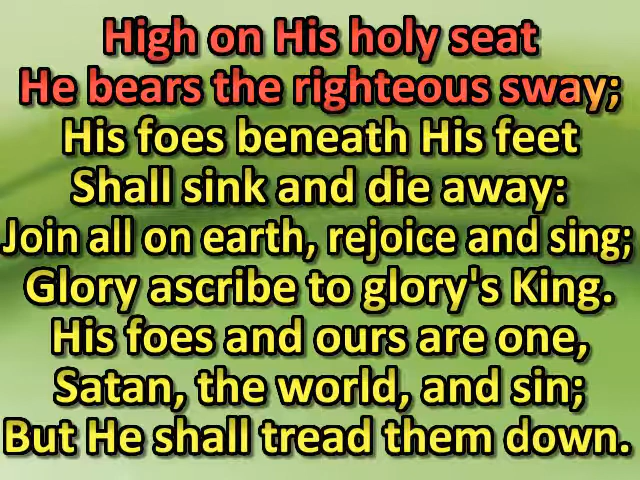 High on His holy seat
He bears the righteous sway;
His foes beneath His feet
Shall sink and die away:
Join all on earth, rejoice and sing;
Glory ascribe to glory's King.
His foes and ours are one,
Satan, the world, and sin;
But He shall tread them down.